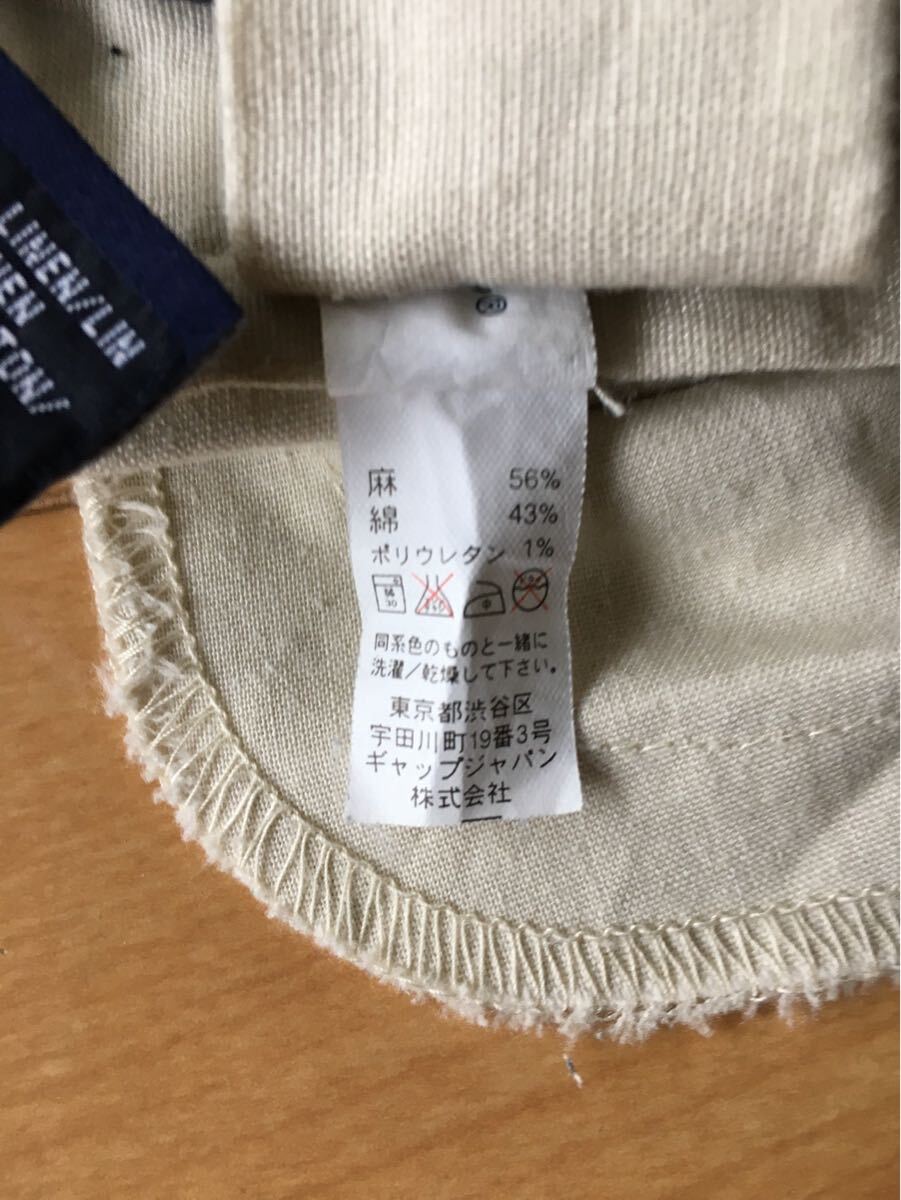 LINEN/LIN
麻 56%
綿 43%
ポリウレタン 1%
30
同系色のものと一緒に
洗濯/乾燥して下さい。
東京都渋谷区
宇田川町19番3号
ギャップジャパン
株式会社